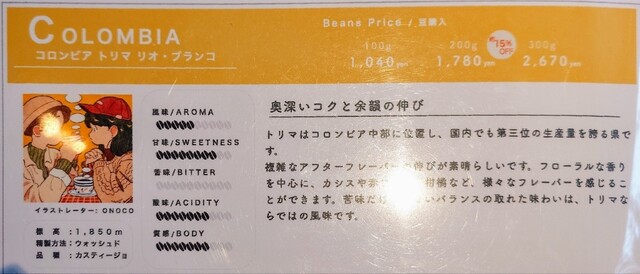 COLOMBIA
コロンビア トリマ リオ・ブランコ
Beans Price / 豆購入
100g 200g 15% OFF 300g
1,040yen 1,780yen 2,670yen
風味/AROMA
甘味/SWEETNESS
苦味/BITTER
酸味/ACIDITY
質感/BODY
イラストレーター: ONOCO
標高:1,850m
精製方法:ウォッシュド
品種:カスティージョ
奥深いコクと余韻の伸び
トリマはコロンビア中部に位置し、国内でも第三位の生産量を誇る県で
す。
複雑なアフターフレーバーの伸びが素晴らしいです。フローラルな香り
を中心に、カシスや 柑橘など、様々なフレーバーを感じるこ
とができます。苦味だけ いバランスの取れた味わいは、トリマな
らではの風味です。